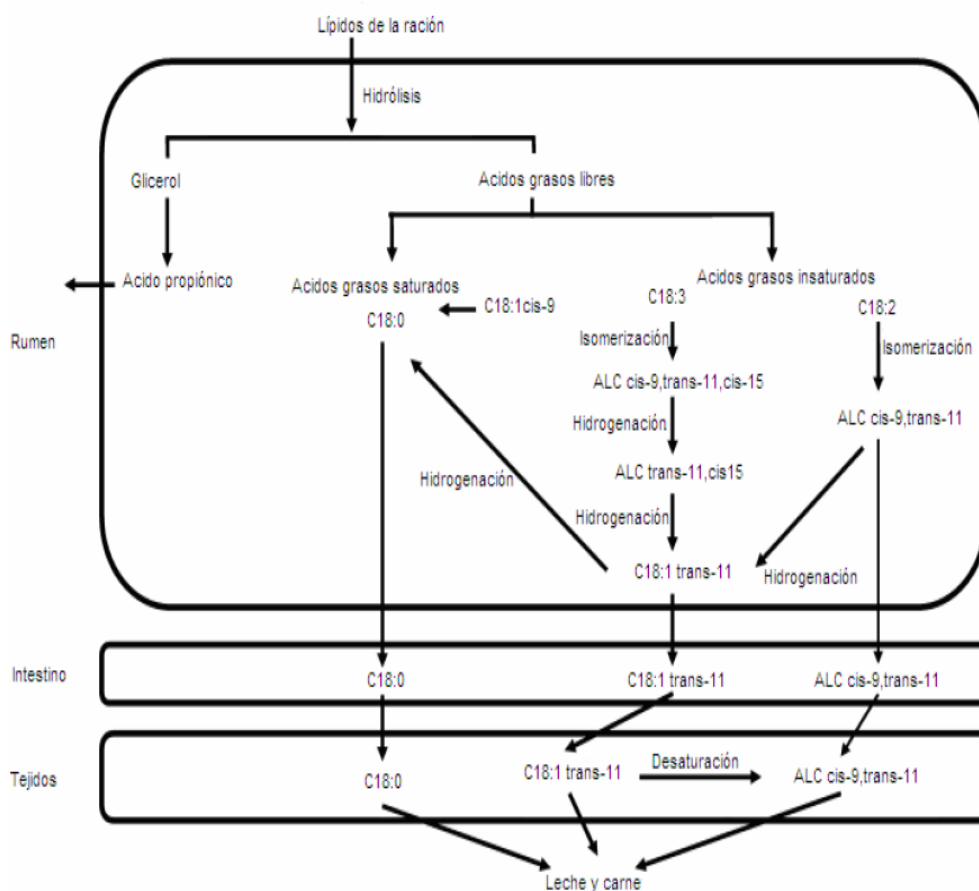 Lípidos de la ración
Hidrólisis
Glicerol
Acidos grasos libres
Acido propiónico
Acidos grasos saturados
C18:0
C18:1cis-9
Acidos grasos insaturados
C18:3
C18:2
Rumen
Isomerización
Isomerización
ALC cis-9,trans-11,cis-15
ALC cis-9,trans-11
Hidrogenación
ALC trans-11,cis15
Hidrogenación
Hidrogenación
C18:1 trans-11
Hidrogenación
Intestino
C18:0
C18:1 trans-11
ALC cis-9,trans-11
Tejidos
C18:0
C18:1 trans-11
Desaturación
ALC cis-9,trans-11
Leche y carne